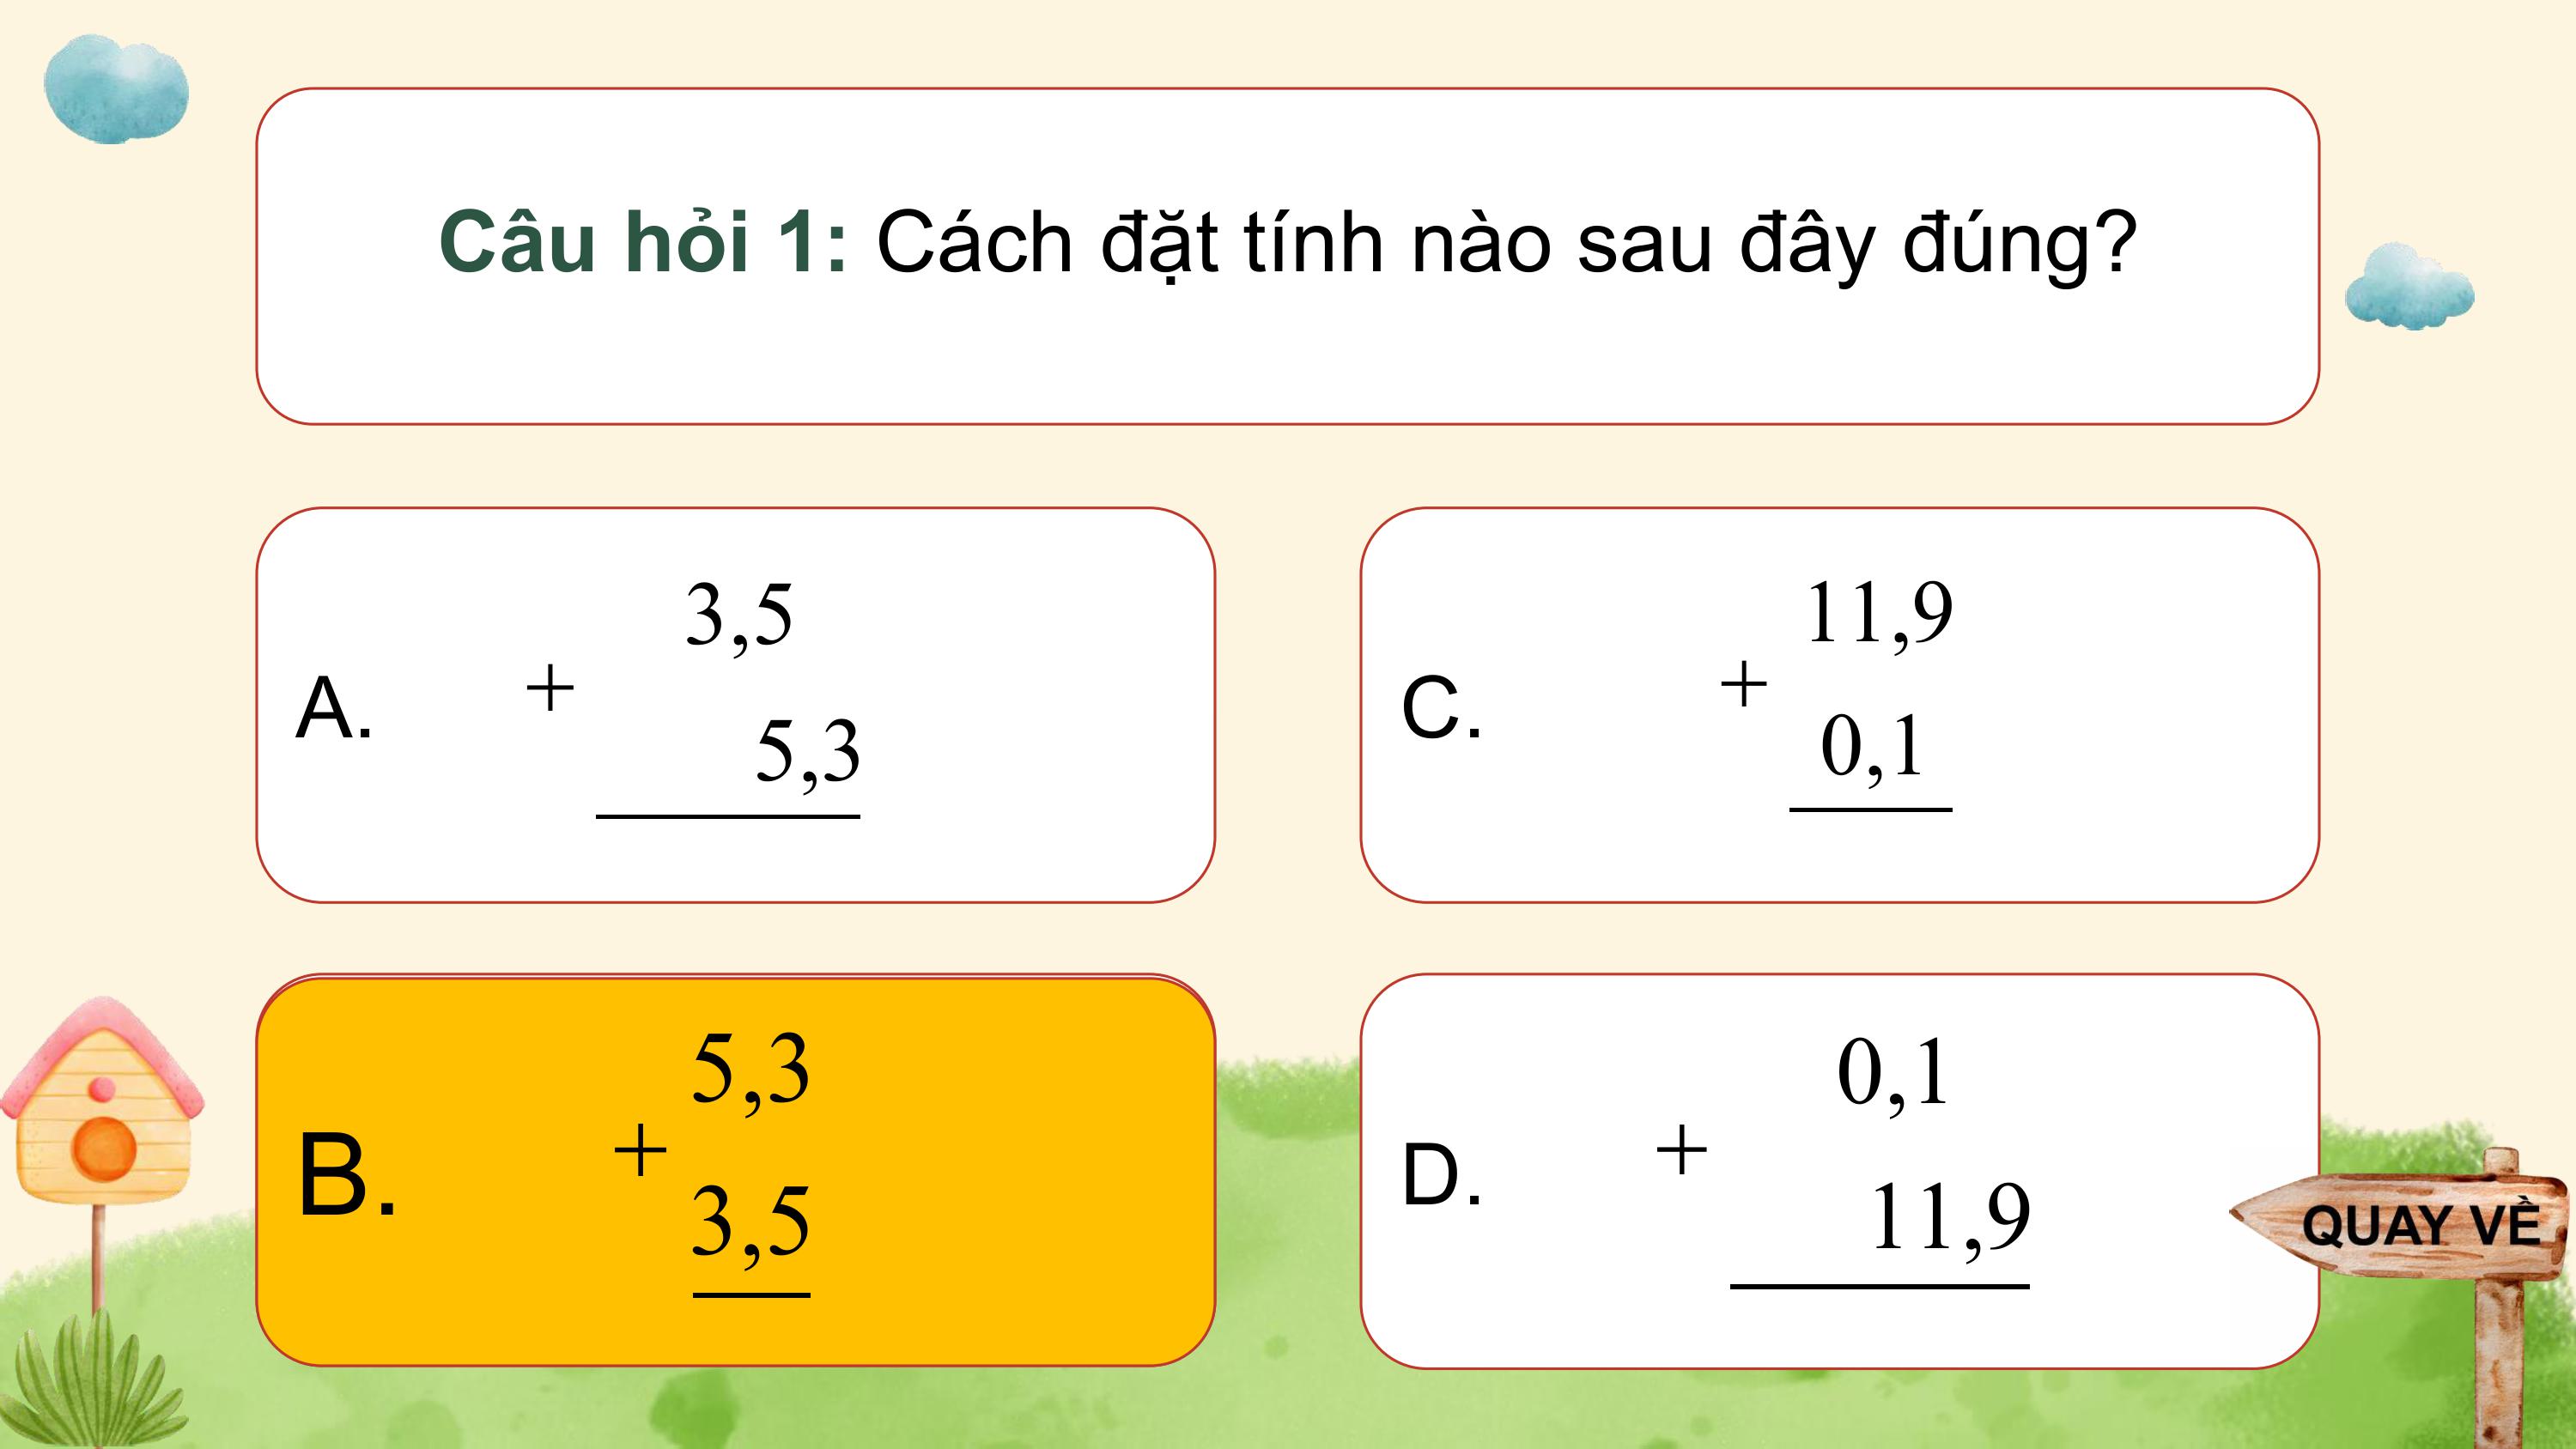 Câu hỏi 1: Cách đặt tính nào sau đây đúng?
A.
3,5
+
5,3
C.
11,9
+
0,1
B.
5,3
+
3,5
D.
0,1
+
11,9
QUAY VỀ